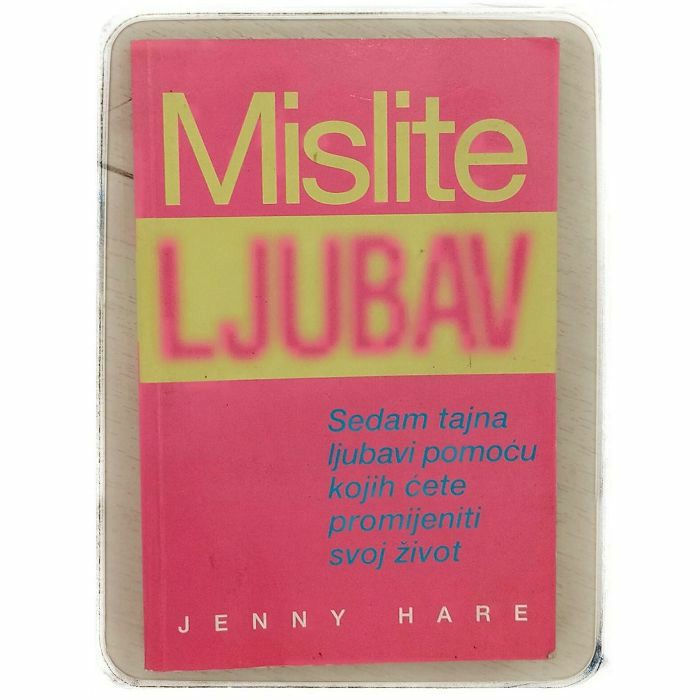 Mislite
LJUBAV
Sedam tajna
ljubavi pomoću
kojih ćete
promijeniti
svoj život
JENNY HARE